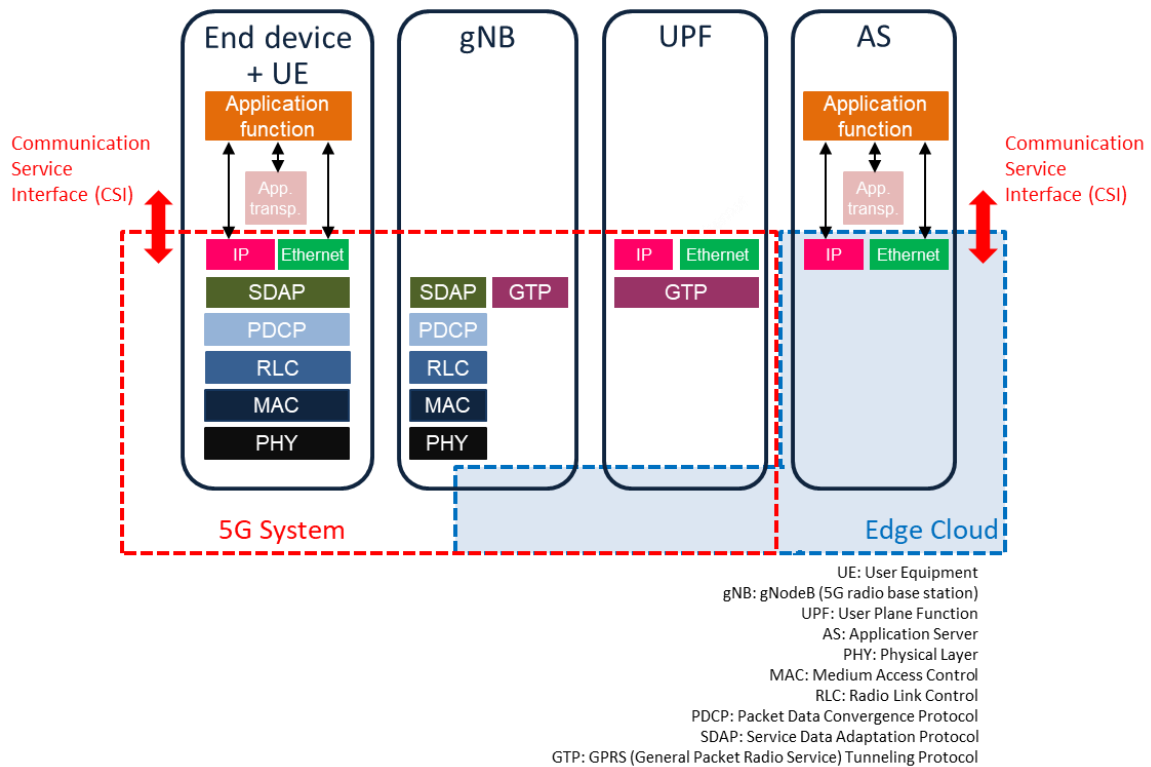 End device
+ UE
gNB
UPF
AS
Application
function
Application
function
Communication
Service
Interface (CSI)
Communication
Service
Interface (CSI)
App.
transp.
App.
transp.
IP
Ethernet
IP
Ethernet
IP
Ethernet
SDAP
SDAP
GTP
GTP
PDCP
PDCP
RLC
RLC
MAC
MAC
PHY
PHY
5G System
Edge Cloud
UE: User Equipment
gNB: gNodeB (5G radio base station)
UPF: User Plane Function
AS: Application Server
PHY: Physical Layer
MAC: Medium Access Control
RLC: Radio Link Control
PDCP: Packet Data Convergence Protocol
SDAP: Service Data Adaptation Protocol
GTP: GPRS (General Packet Radio Service) Tunneling Protocol